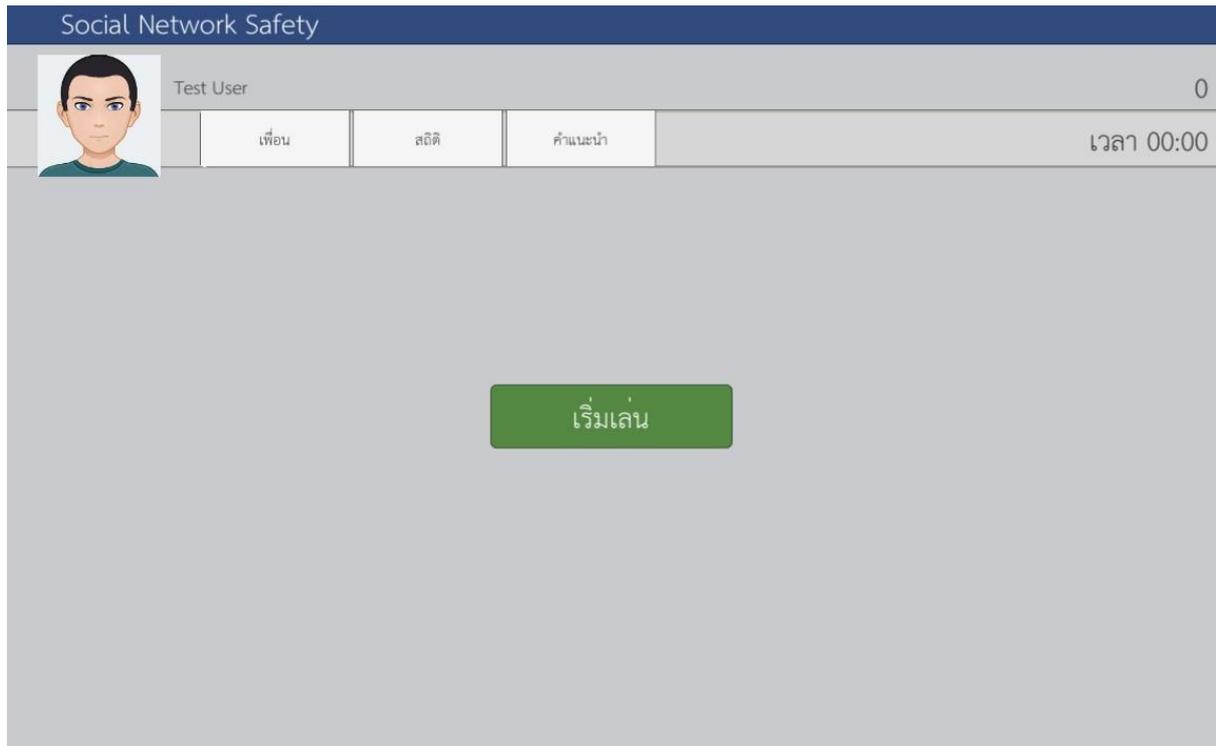 Social Network Safety
Test User
0
เพื่อน
สถิติ
คำแนะนำ
เวลา 00:00
เริ่มเล่น